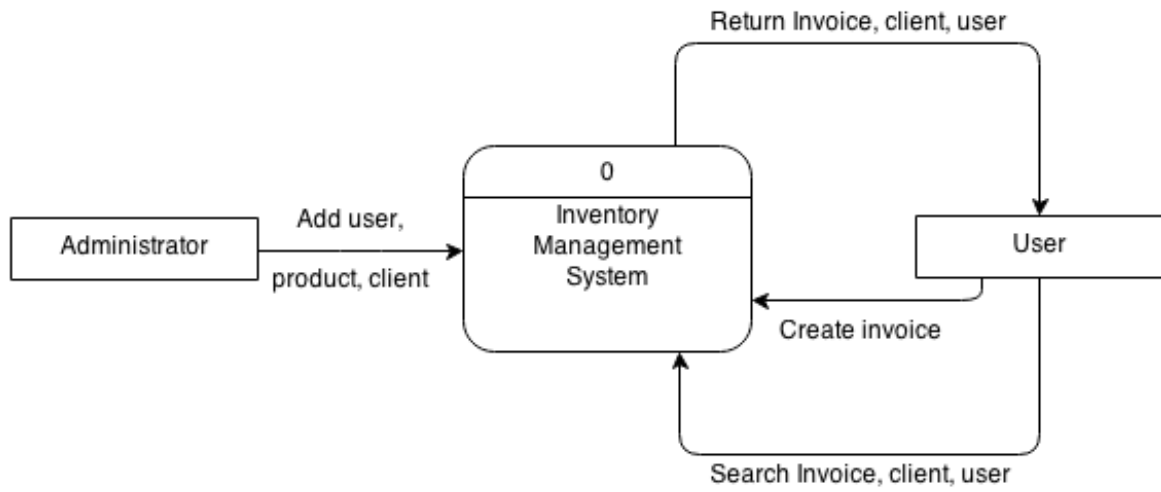 Return Invoice, client, user
0
Inventory
Management
System
Administrator
Add user,
product, client
User
Create invoice
Search Invoice, client, user